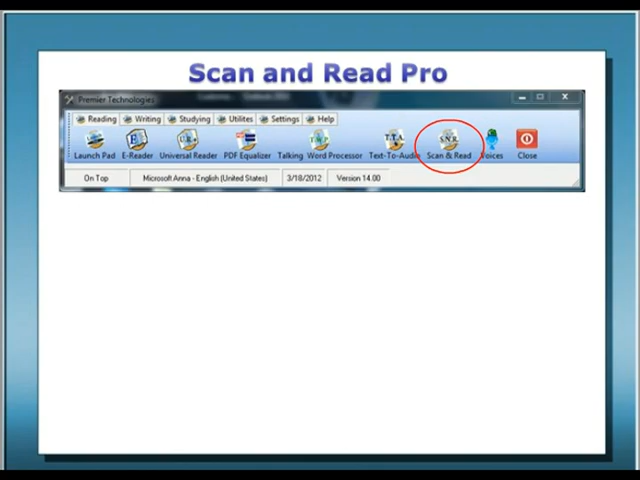 Scan and Read Pro
Premier Technologies
Reading Writing Studying Utilites Settings Help
Launch Pad E-Reader Universal Reader PDF Equalizer Talking Word Processor Text-To-Audio Scan & Read Voices Close
On Top Microsoft Anna - English (United States) 3/18/2012 Version 14.00